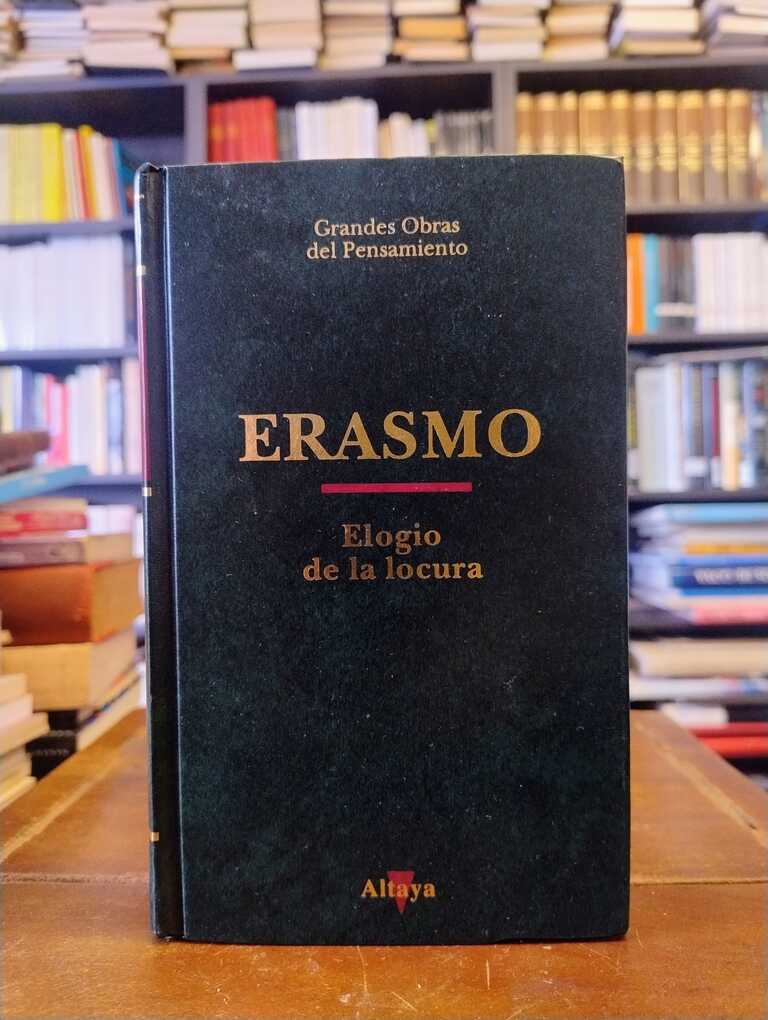 Grandes Obras
del Pensamiento
ERASMO
Elogio
de la locura
Altaya